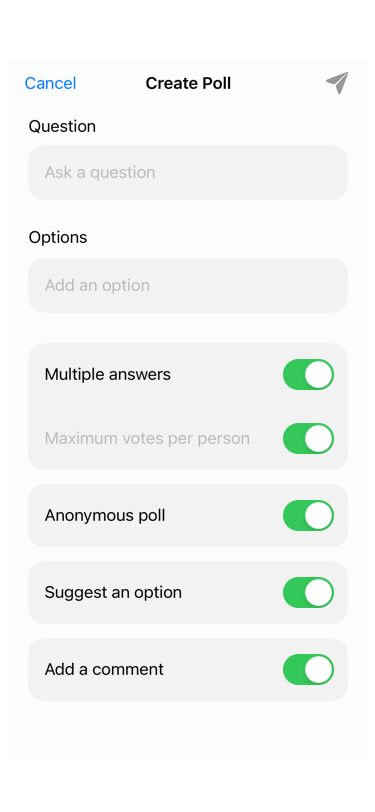 Cancel Create Poll
Question
Ask a question
Options
Add an option
Multiple answers
Maximum votes per person
Anonymous poll
Suggest an option
Add a comment